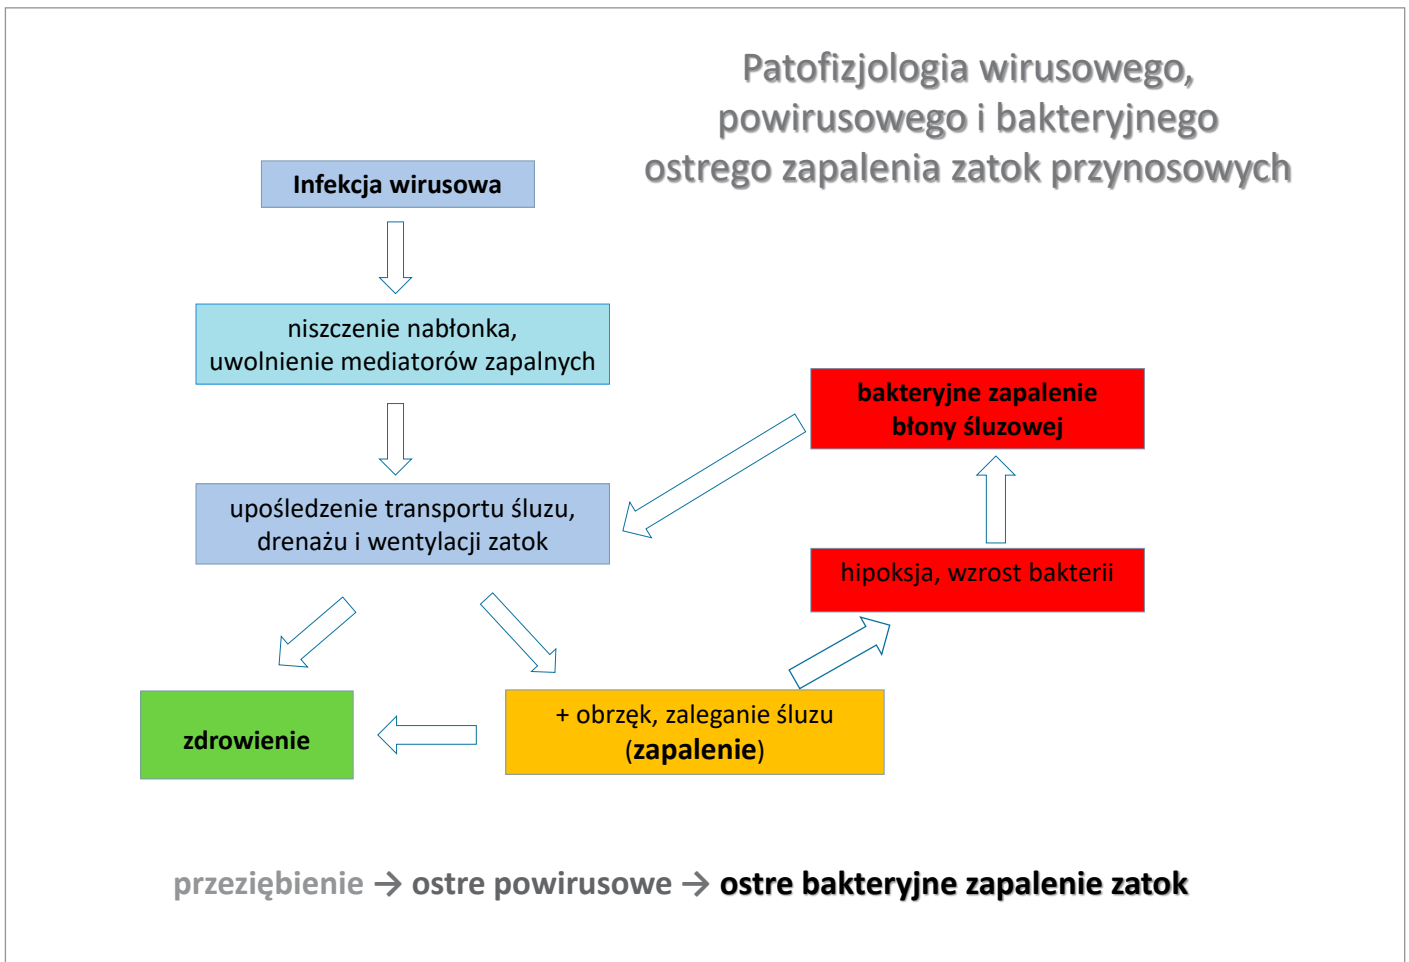 Patofizjologia wirusowego,
powirusowego i bakteryjnego
ostrego zapalenia zatok przynosowych
Infekcja wirusowa
niszczenie nabłonka,
uwolnienie mediatorów zapalnych
bakteryjne zapalenie
błony śluzowej
upośledzenie transportu śluzu,
drenażu i wentylacji zatok
hipoksja, wzrost bakterii
zdrowienie
+ obrzęk, zaleganie śluzu
(zapalenie)
przeziębienie → ostre powirusowe → ostre bakteryjne zapalenie zatok